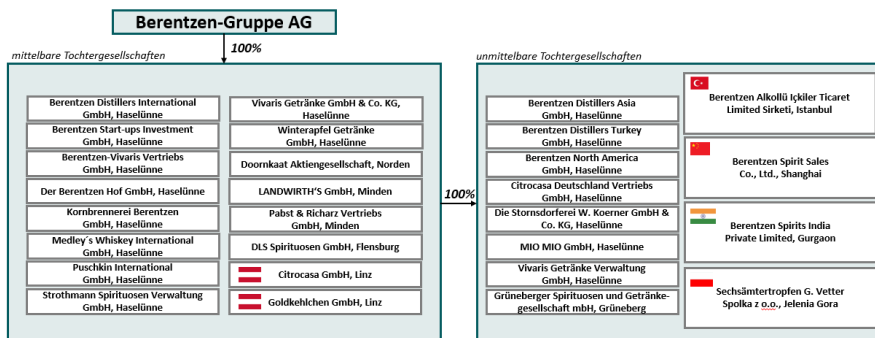 Berentzen-Gruppe AG
100%
mittelbare Tochtergesellschaften
Berentzen Distillers International
GmbH, Haselünne
Berentzen Start-ups Investment
GmbH, Haselünne
Berentzen-Vivaris Vertriebs
GmbH, Haselünne
Der Berentzen Hof GmbH, Haselünne
Kornbrennerei Berentzen
GmbH, Haselünne
Medley´s Whiskey International
GmbH, Haselünne
Puschkin International
GmbH, Haselünne
Strothmann Spirituosen Verwaltung
GmbH, Haselünne
Vivaris Getränke GmbH & Co. KG,
Haselünne
Winterapfel Getränke
GmbH, Haselünne
Doornkaat Aktiengesellschaft, Norden
LANDWIRTH'S GmbH, Minden
Pabst & Richarz Vertriebs
GmbH, Minden
DLS Spirituosen GmbH, Flensburg
Citrocasa GmbH, Linz
Goldkehlchen GmbH, Linz
100%
unmittelbare Tochtergesellschaften
Berentzen Distillers Asia
GmbH, Haselünne
Berentzen Distillers Turkey
GmbH, Haselünne
Berentzen North America
GmbH, Haselünne
Citrocasa Deutschland Vertriebs
GmbH, Haselünne
Die Stornsdorferei W. Koerner GmbH &
Co. KG, Haselünne
MIO MIO GmbH, Haselünne
Vivaris Getränke Verwaltung
GmbH, Haselünne
Grüneberger Spirituosen und Getränke-
gesellschaft mbH, Grüneberg
Berentzen Alkollü Içkiler Ticaret
Limited Sirketi, Istanbul
Berentzen Spirit Sales
Co., Ltd., Shanghai
Berentzen Spirits India
Private Limited, Gurgaon
Sechsämtertropfen G. Vetter
Spolka z o.o., Jelenia Gora